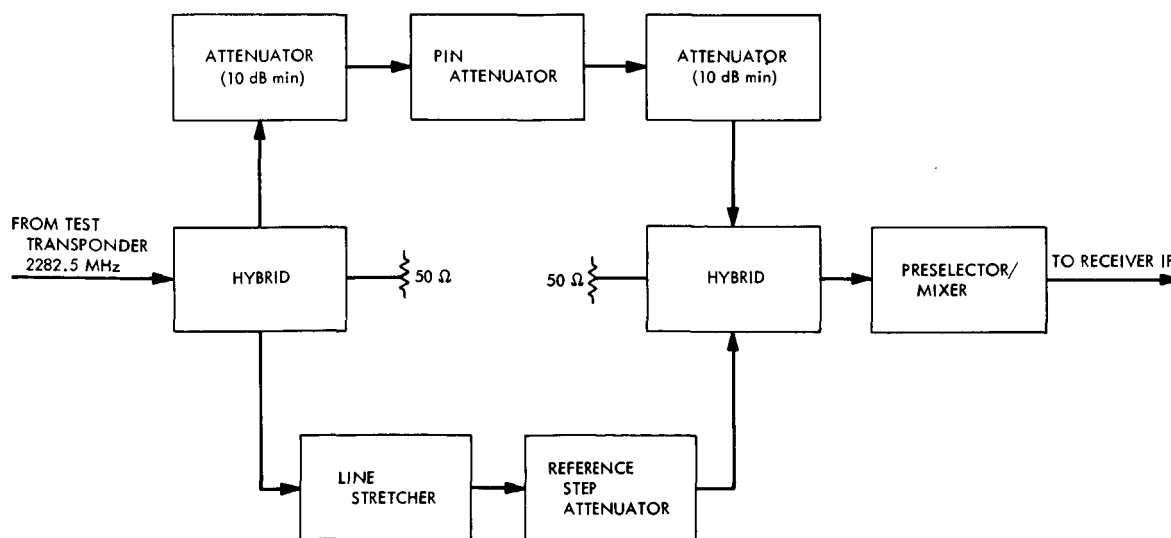 ATTENUATOR
(10 dB min)
PIN
ATTENUATOR
ATTENUATOR
(10 dB min)
FROM TEST
TRANSPONDER
2282.5 MHz
HYBRID
50 Ω
50 Ω
HYBRID
PRESELECTOR/
MIXER
TO RECEIVER IF
LINE
STRETCHER
REFERENCE
STEP
ATTENUATOR